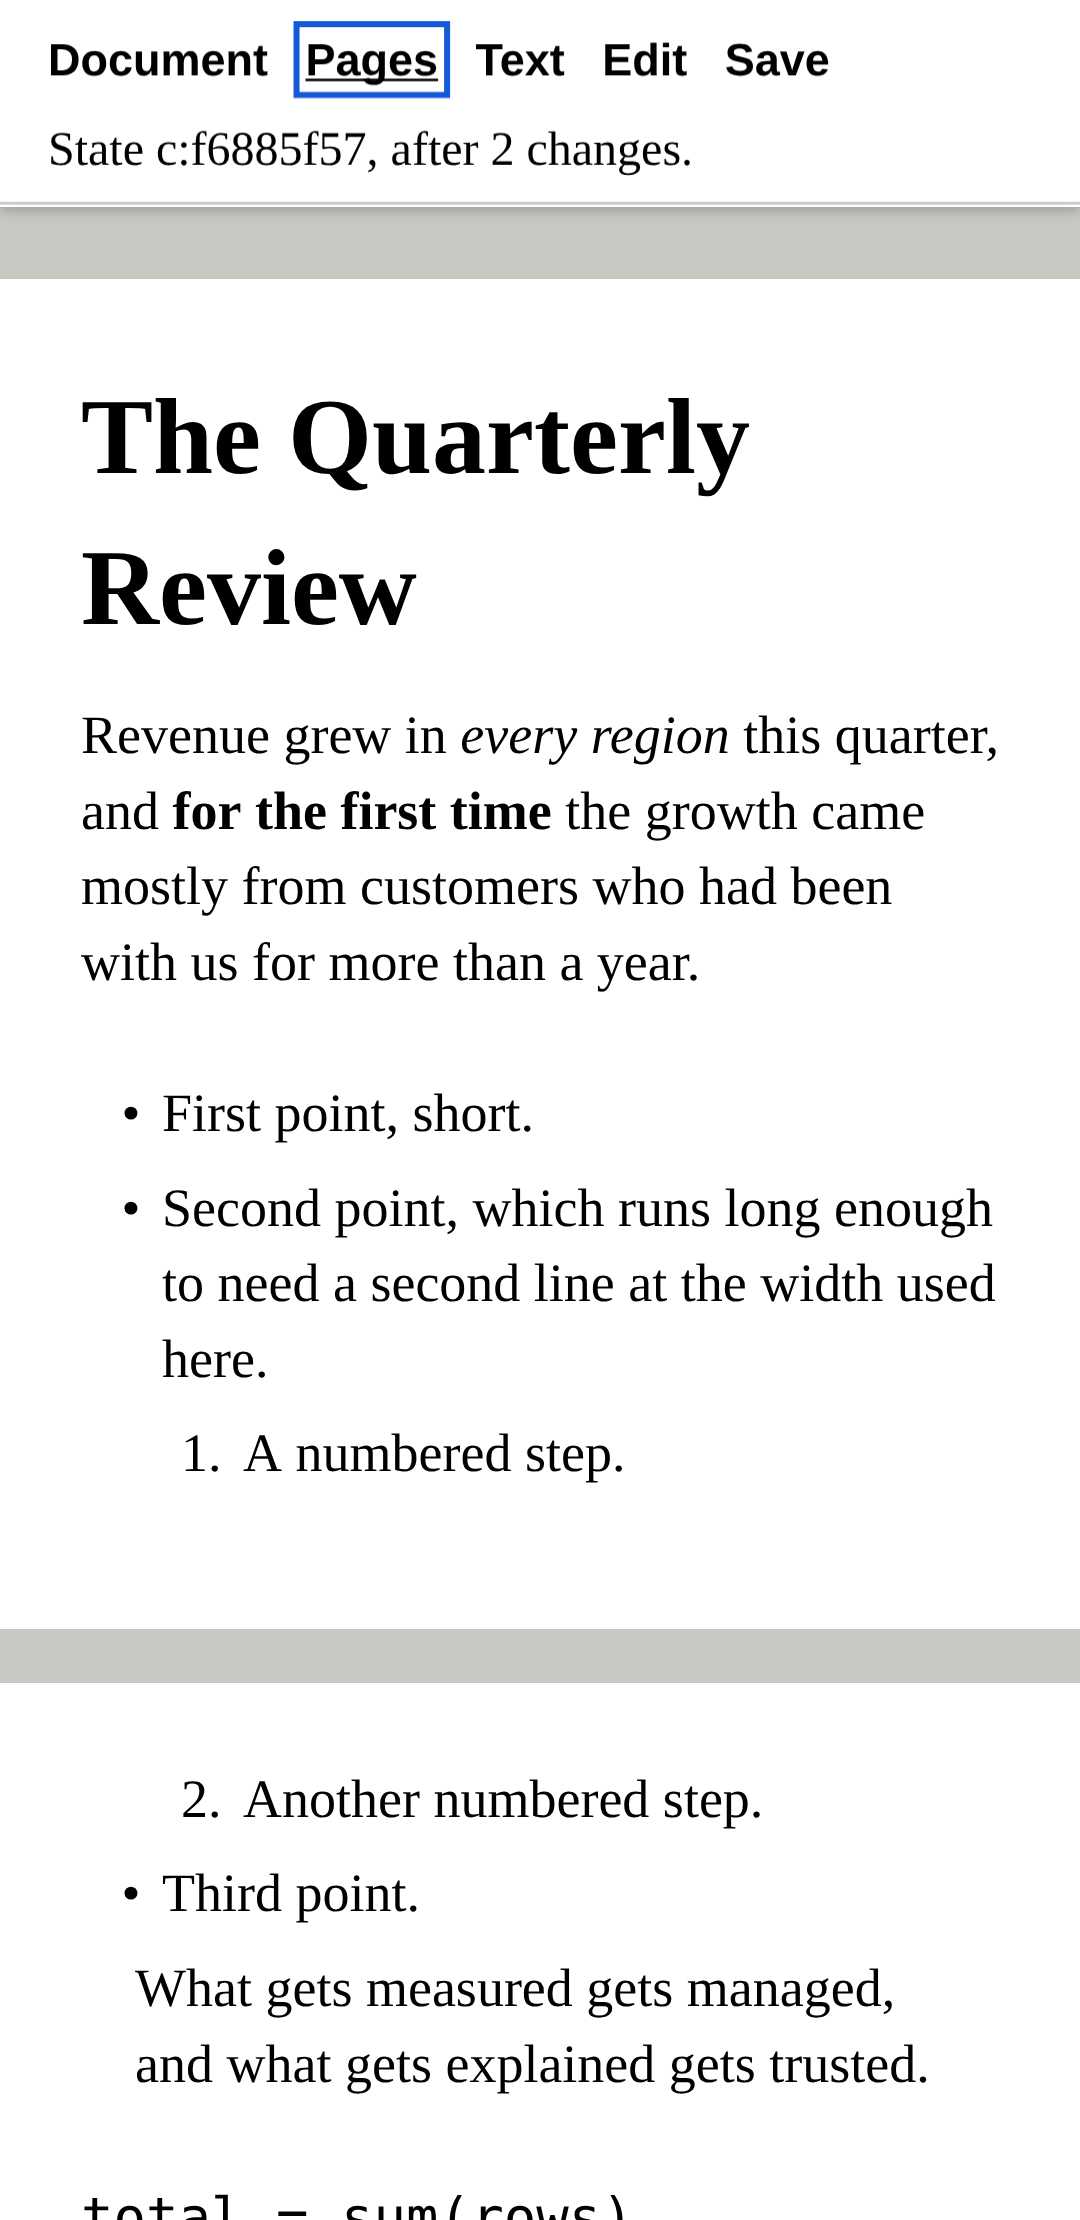 Document Pages Text Edit Save
State c:f6885f57, after 2 changes.
The Quarterly
Review
Revenue grew in every region this quarter,
and for the first time the growth came
mostly from customers who had been
with us for more than a year.
• First point, short.
• Second point, which runs long enough
to need a second line at the width used
here.
1. A numbered step.
2. Another numbered step.
• Third point.
What gets measured gets managed,
and what gets explained gets trusted.
total = sum(rows)